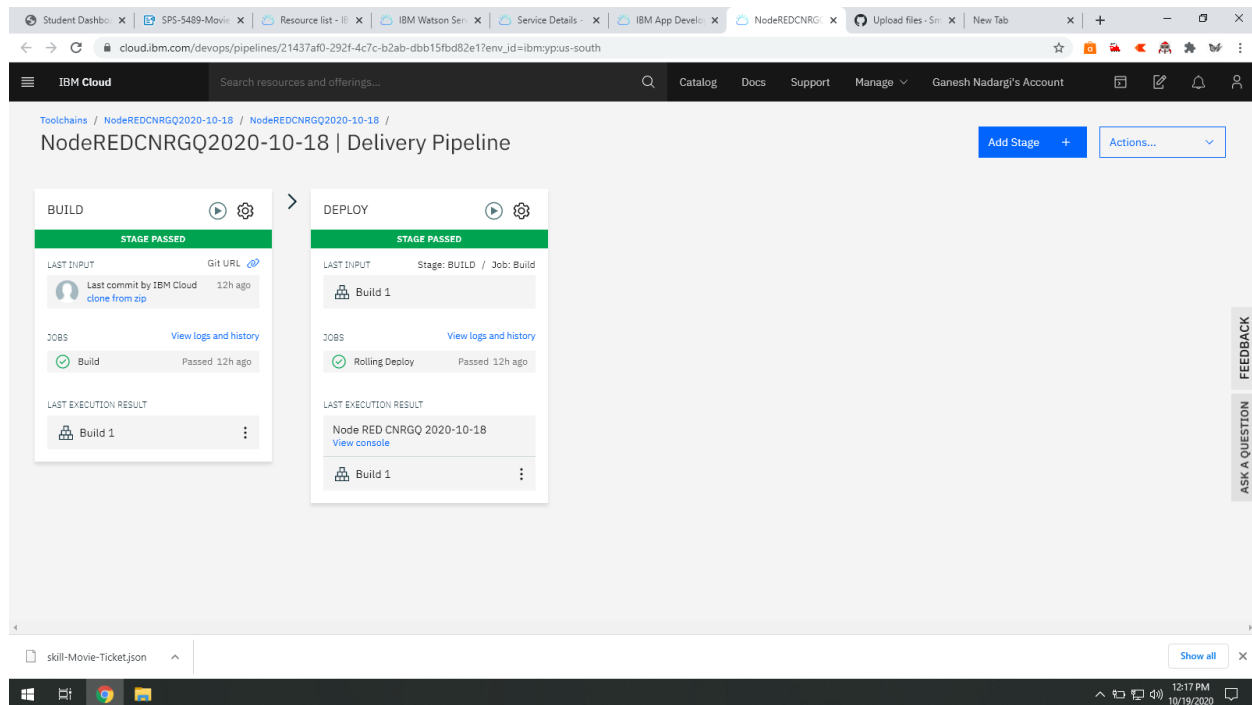 Student Dashbo
SPS-5489-Movie
Resource list - IB
IBM Watson Serv
Service Details -
IBM App Develop
NodeREDCNRGQ
Upload files - Sm
New Tab
cloud.ibm.com/devops/pipelines/21437af0-292f-4c7c-b2ab-dbb15fbd82e1?env_id=ibm:yp:us-south
IBM Cloud
Search resources and offerings...
Catalog
Docs
Support
Manage
Ganesh Nadargi's Account
Toolchains / NodeREDCNRGQ2020-10-18 / NodeREDCNRGQ2020-10-18 /
NodeREDCNRGQ2020-10-18 | Delivery Pipeline
Add Stage +
Actions...
BUILD
STAGE PASSED
LAST INPUT
Git URL
Last commit by IBM Cloud 12h ago
clone from zip
JOBS
View logs and history
Build
Passed 12h ago
LAST EXECUTION RESULT
Build 1
DEPLOY
STAGE PASSED
LAST INPUT
Stage: BUILD / Job: Build
Build 1
JOBS
View logs and history
Rolling Deploy
Passed 12h ago
LAST EXECUTION RESULT
Node RED CNRGQ 2020-10-18
View console
Build 1
FEEDBACK
ASK A QUESTION
skill-Movie-Ticket.json
Show all
12:17 PM
10/19/2020